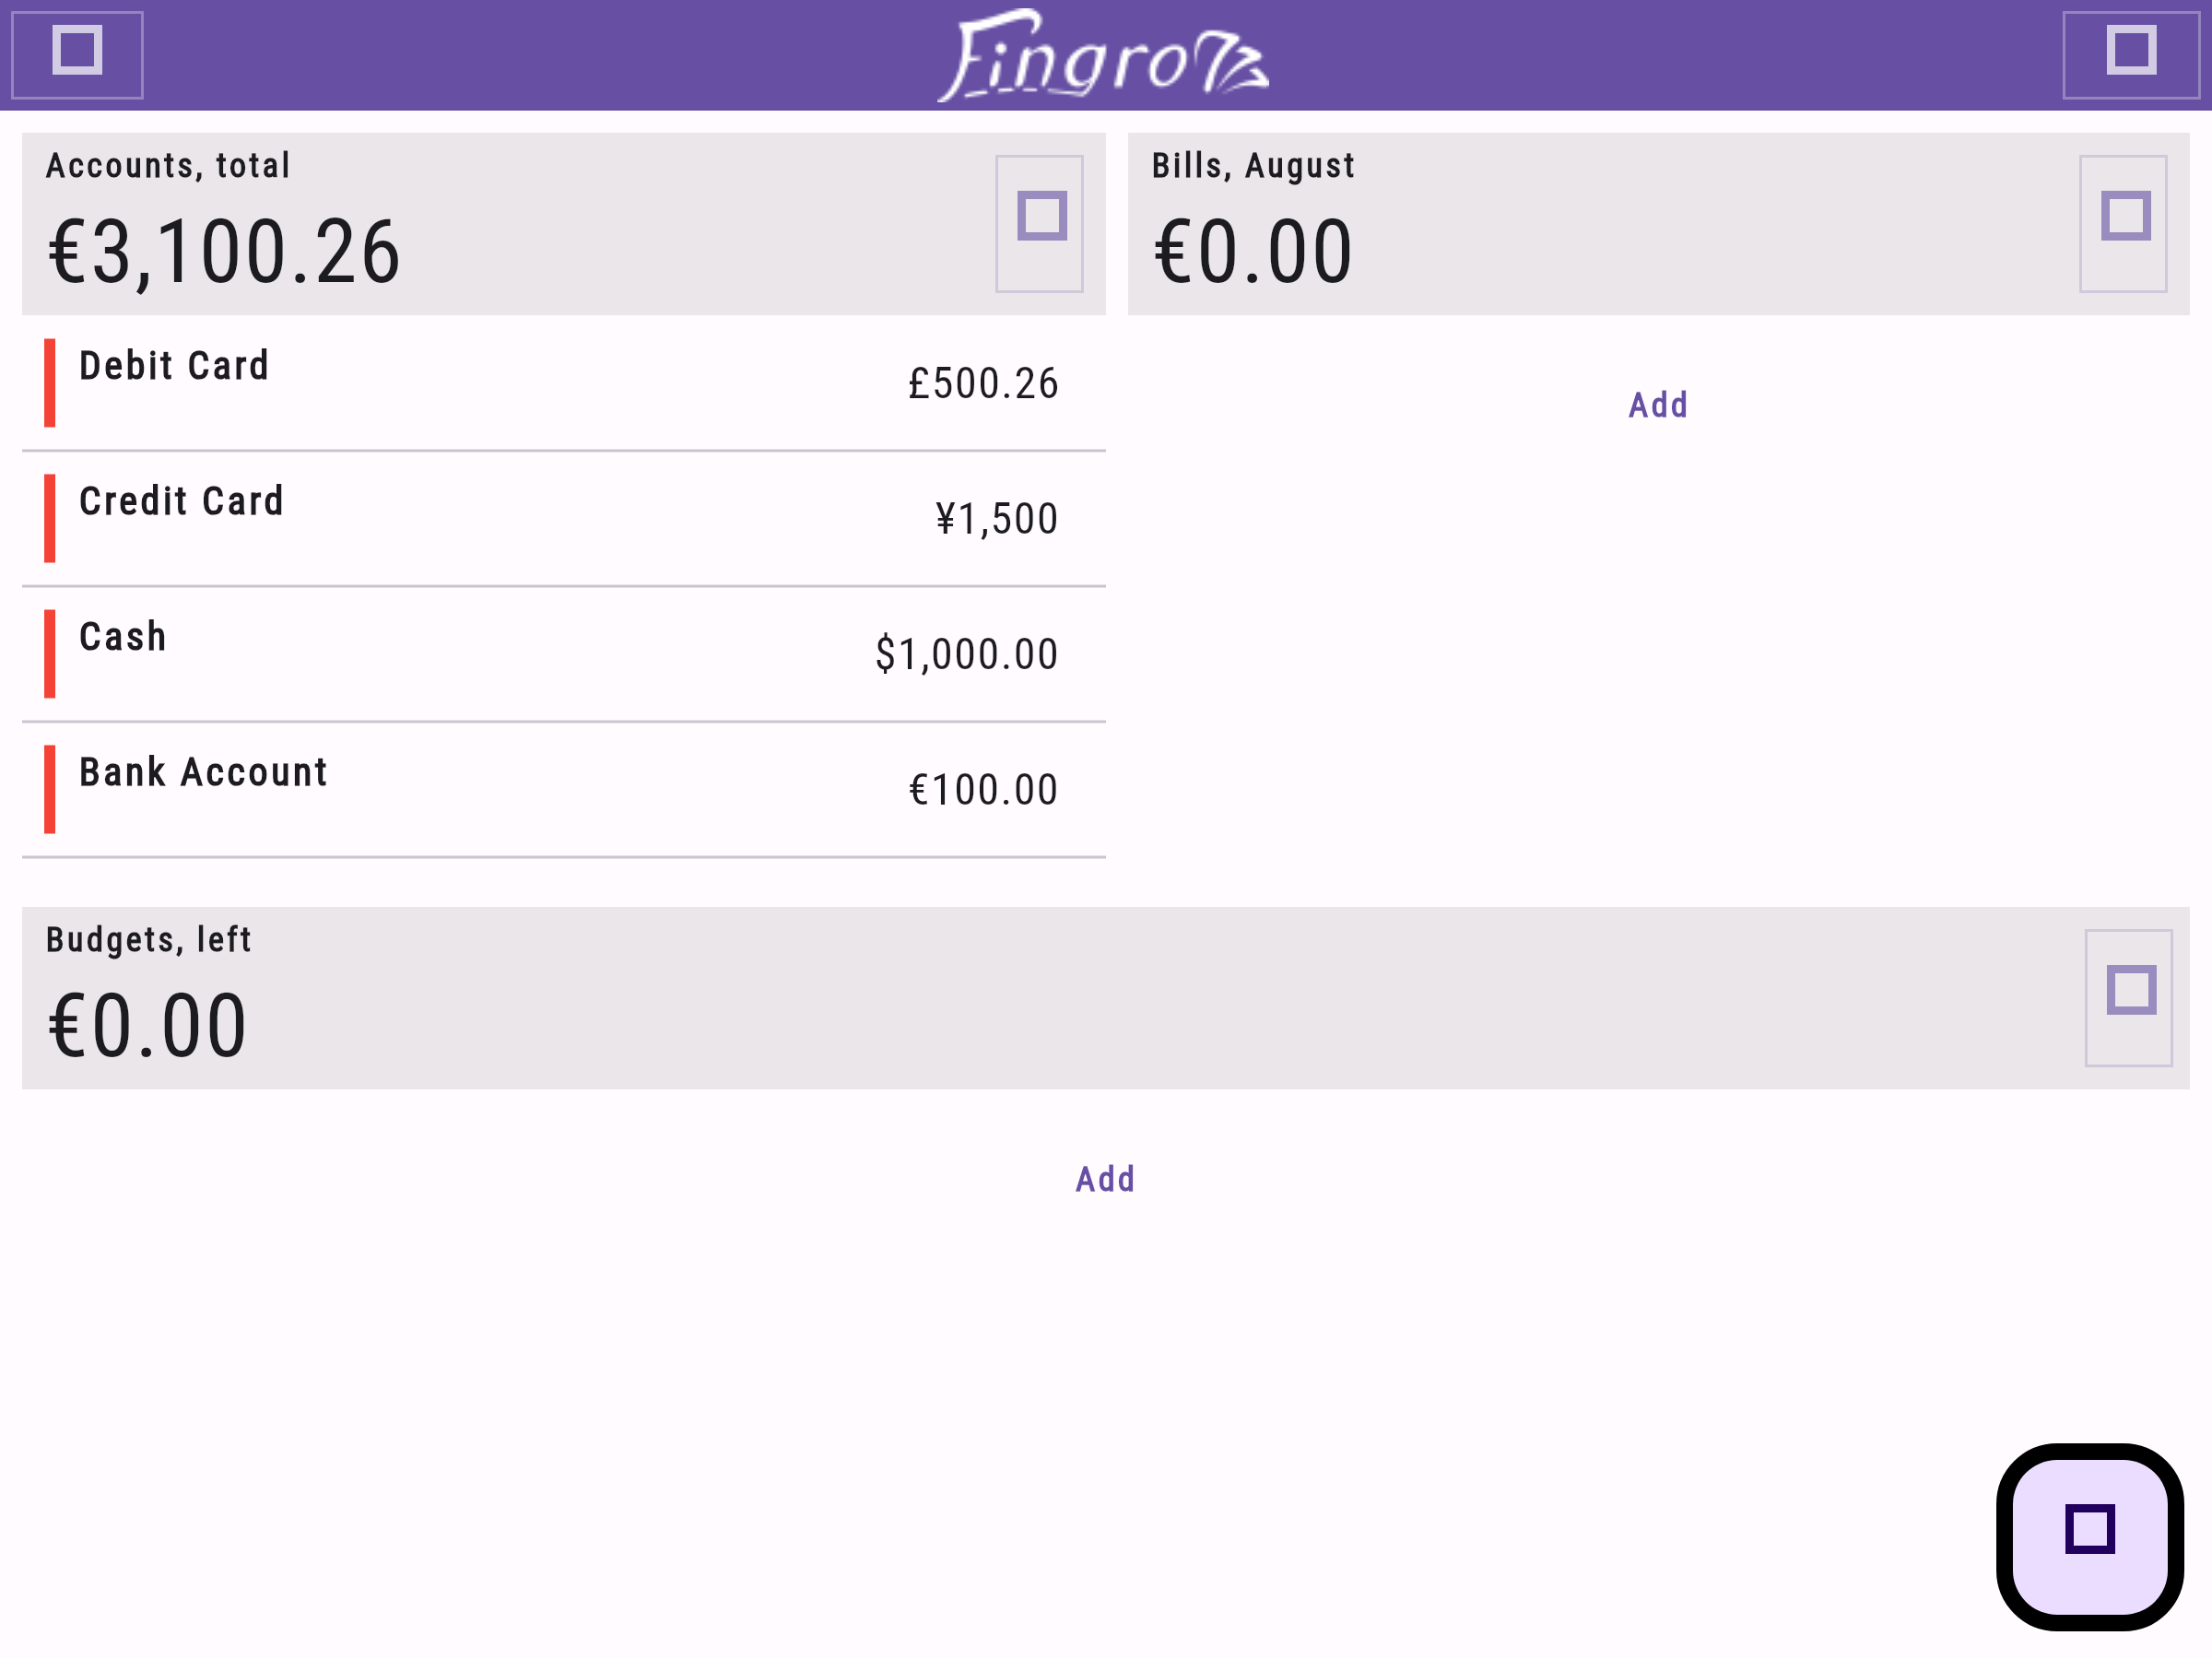 Fingrom
Accounts, total
€3,100.26
Bills, August
€0.00
Debit Card
£500.26
Add
Credit Card
¥1,500
Cash
$1,000.00
Bank Account
€100.00
Budgets, left
€0.00
Add